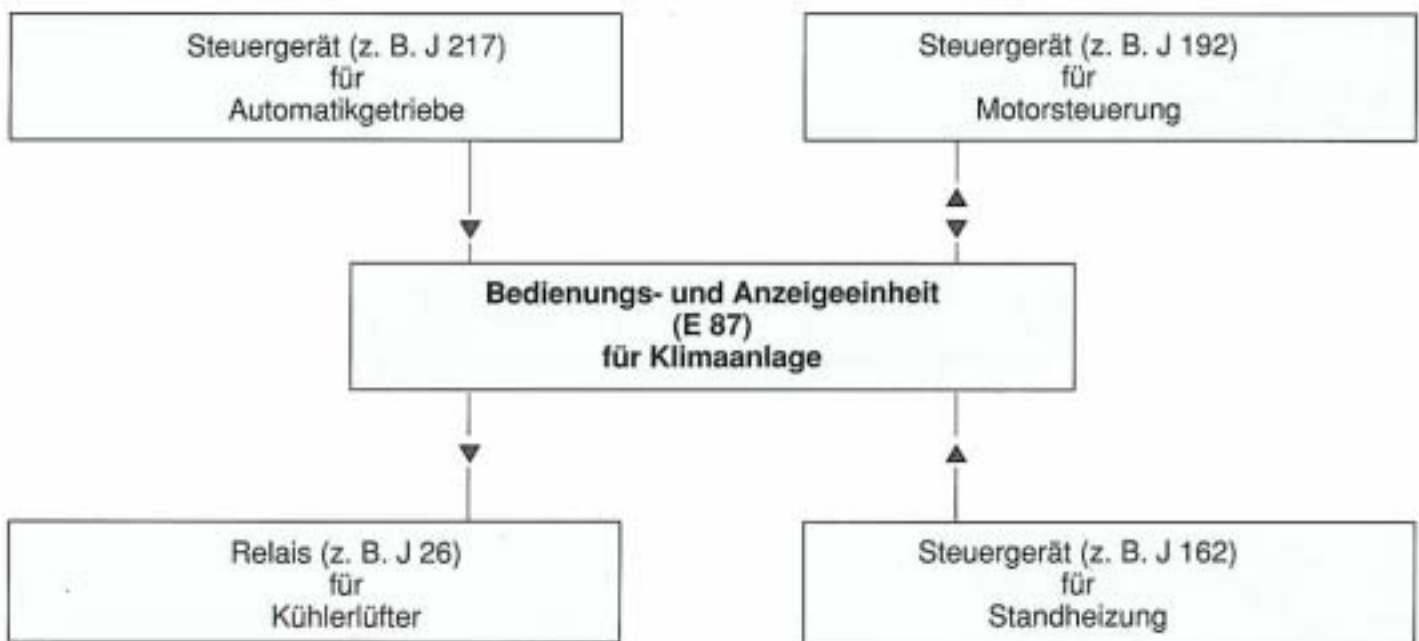 Steuergerät (z. B. J 217)
für
Automatikgetriebe
Steuergerät (z. B. J 192)
für
Motorsteuerung
Bedienungs- und Anzeigeeinheit
(E 87)
für Klimaanlage
Relais (z. B. J 26)
für
Kühlerlüfter
Steuergerät (z. B. J 162)
für
Standheizung